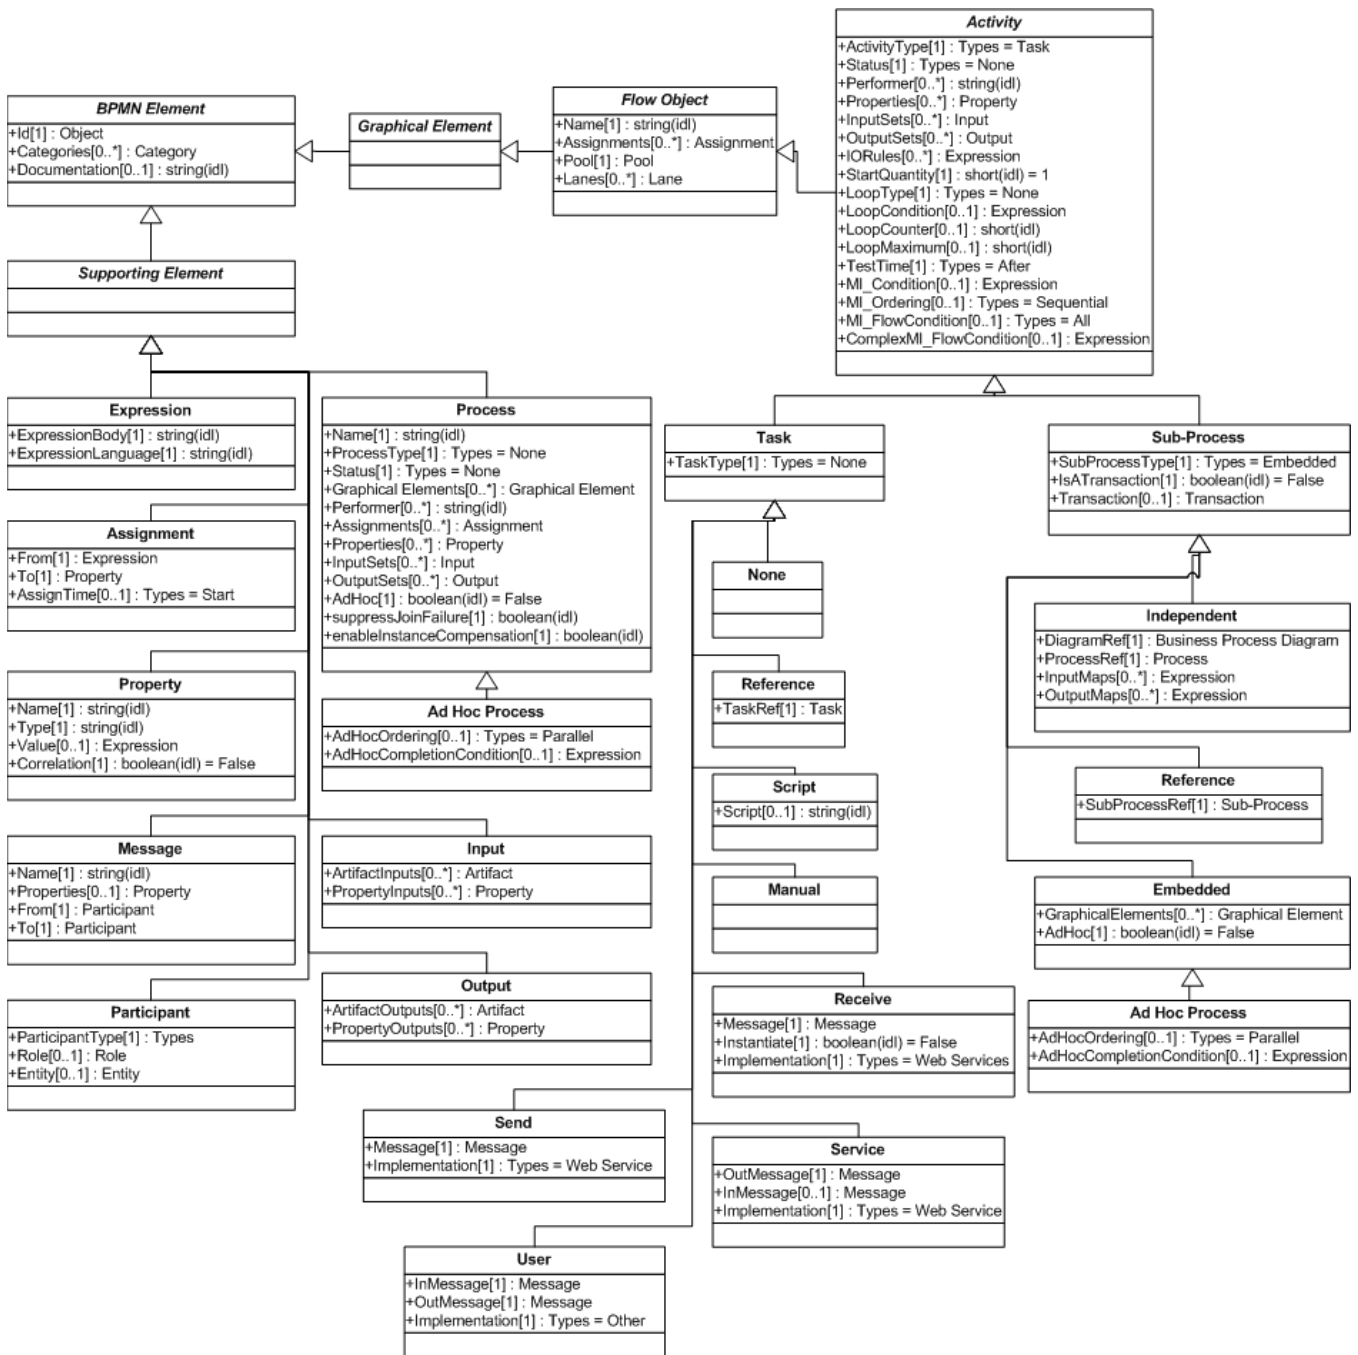 Activity
+ActivityType[1] : Types = Task
+Status[1] : Types = None
+Performer[0..*] : string(idl)
+Properties[0..*] : Property
+InputSets[0..*] : Input
+OutputSets[0..*] : Output
+IORules[0..*] : Expression
+StartQuantity[1] : short(idl) = 1
+LoopType[1] : Types = None
+LoopCondition[0..1] : Expression
+LoopCounter[0..1] : short(idl)
+LoopMaximum[0..1] : short(idl)
+TestTime[1] : Types = After
+MI_Condition[0..1] : Expression
+MI_Ordering[0..1] : Types = Sequential
+MI_FlowCondition[0..1] : Types = All
+ComplexMI_FlowCondition[0..1] : Expression
BPMN Element
+Id[1] : Object
+Categories[0..*] : Category
+Documentation[0..1] : string(idl)
Graphical Element
Flow Object
+Name[1] : string(idl)
+Assignments[0..*] : Assignment
+Pool[1] : Pool
+Lanes[0..*] : Lane
Supporting Element
Expression
+ExpressionBody[1] : string(idl)
+ExpressionLanguage[1] : string(idl)
Process
+Name[1] : string(idl)
+ProcessType[1] : Types = None
+Status[1] : Types = None
+Graphical Elements[0..*] : Graphical Element
+Performer[0..*] : string(idl)
+Assignments[0..*] : Assignment
+Properties[0..*] : Property
+InputSets[0..*] : Input
+OutputSets[0..*] : Output
+AdHoc[1] : boolean(idl) = False
+suppressJoinFailure[1] : boolean(idl)
+enableInstanceCompensation[1] : boolean(idl)
Task
+TaskType[1] : Types = None
Sub-Process
+SubProcessType[1] : Types = Embedded
+IsATransaction[1] : boolean(idl) = False
+Transaction[0..1] : Transaction
Assignment
+From[1] : Expression
+To[1] : Property
+AssignTime[0..1] : Types = Start
None
Independent
+DiagramRef[1] : Business Process Diagram
+ProcessRef[1] : Process
+InputMaps[0..*] : Expression
+OutputMaps[0..*] : Expression
Property
+Name[1] : string(idl)
+Type[1] : string(idl)
+Value[0..1] : Expression
+Correlation[1] : boolean(idl) = False
Ad Hoc Process
+AdHocOrdering[0..1] : Types = Parallel
+AdHocCompletionCondition[0..1] : Expression
Reference
+TaskRef[1] : Task
Script
+Script[0..1] : string(idl)
Reference
+SubProcessRef[1] : Sub-Process
Message
+Name[1] : string(idl)
+Properties[0..1] : Property
+From[1] : Participant
+To[1] : Participant
Input
+ArtifactInputs[0..*] : Artifact
+PropertyInputs[0..*] : Property
Manual
Embedded
+GraphicalElements[0..*] : Graphical Element
+AdHoc[1] : boolean(idl) = False
Participant
+ParticipantType[1] : Types
+Role[0..1] : Role
+Entity[0..1] : Entity
Output
+ArtifactOutputs[0..*] : Artifact
+PropertyOutputs[0..*] : Property
Receive
+Message[1] : Message
+Instantiate[1] : boolean(idl) = False
+Implementation[1] : Types = Web Services
Ad Hoc Process
+AdHocOrdering[0..1] : Types = Parallel
+AdHocCompletionCondition[0..1] : Expression
Send
+Message[1] : Message
+Implementation[1] : Types = Web Service
Service
+OutMessage[1] : Message
+InMessage[0..1] : Message
+Implementation[1] : Types = Web Service
User
+InMessage[1] : Message
+OutMessage[1] : Message
+Implementation[1] : Types = Other